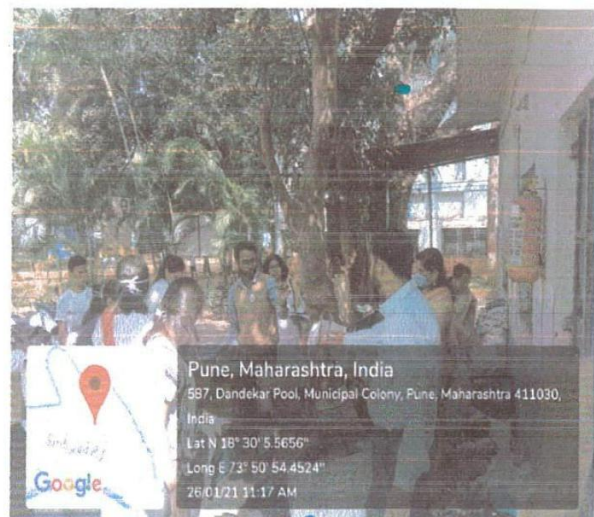 Pune, Maharashtra, India
587, Dandekar Pool, Municipal Colony, Pune, Maharashtra 411030,
India
Lat N 18° 30' 5.5656"
Long E 73° 50' 54.4524"
26/01/21 11:17 AM
Google